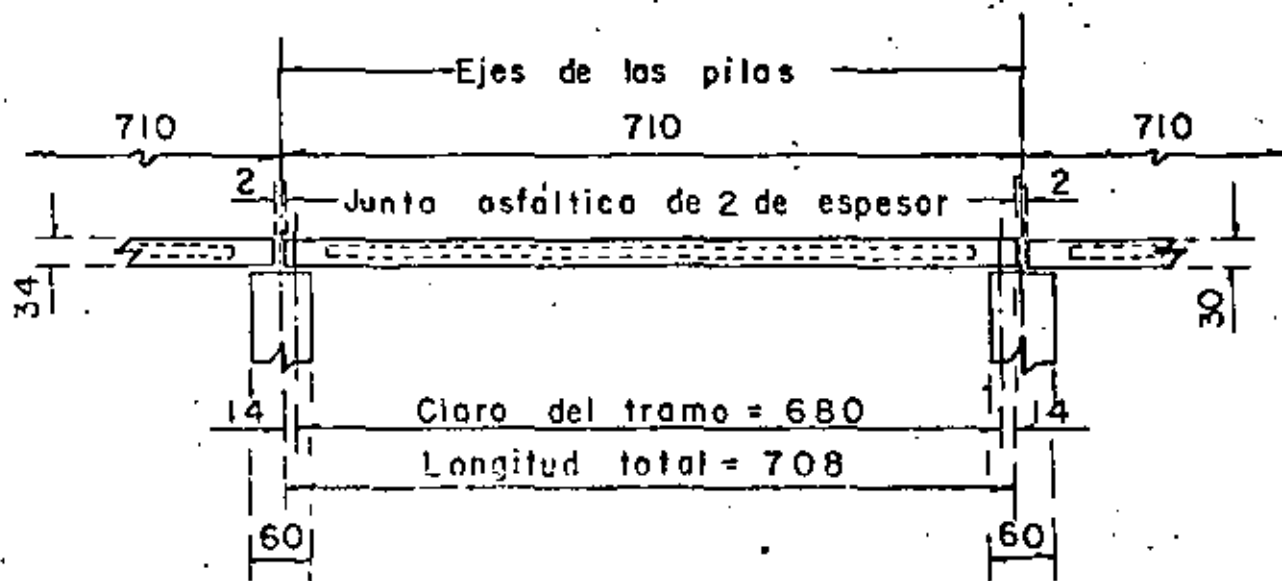 Ejes de las pilas
710 710 710
2 Junta asfáltica de 2 de espesor 2
34 30
14 Claro del tramo = 680 14
Longitud total = 708
60 60